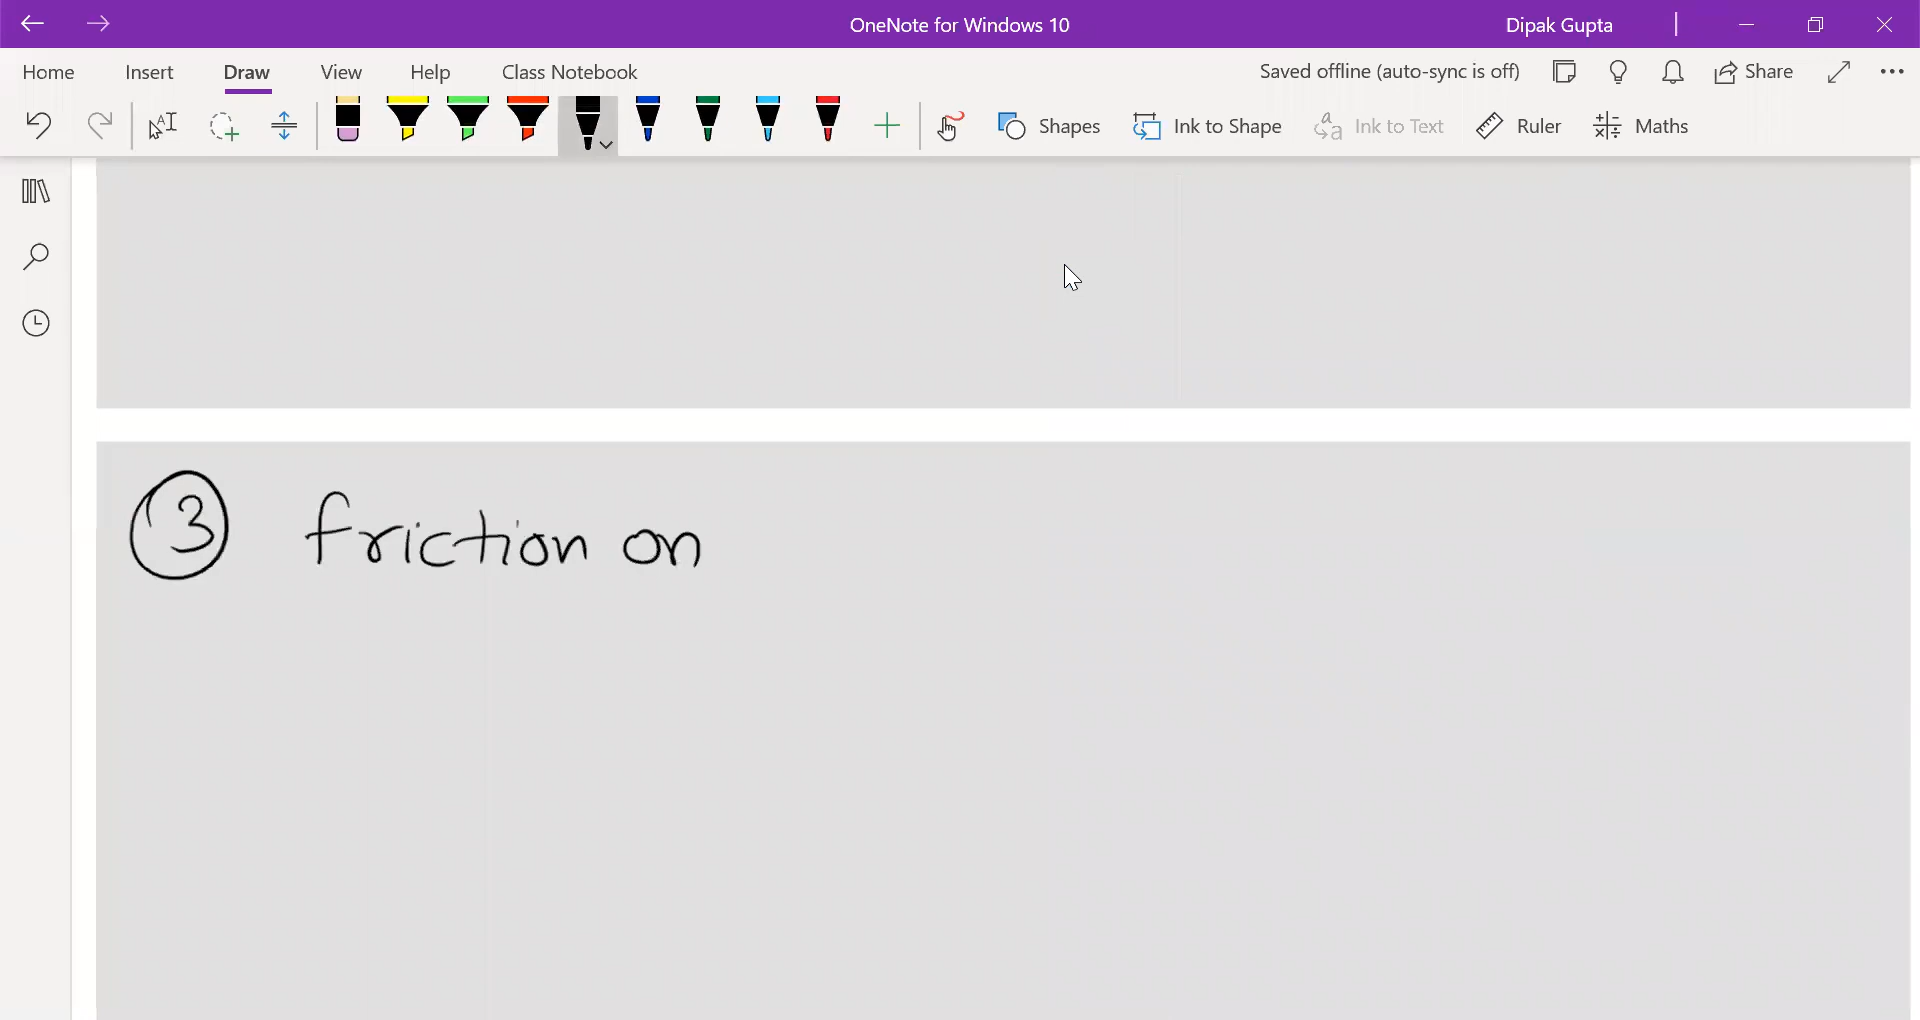 OneNote for Windows 10 Dipak Gupta
Home Insert Draw View Help Class Notebook Saved offline (auto-sync is off) Share
Shapes Ink to Shape Ink to Text Ruler Maths
③ friction on